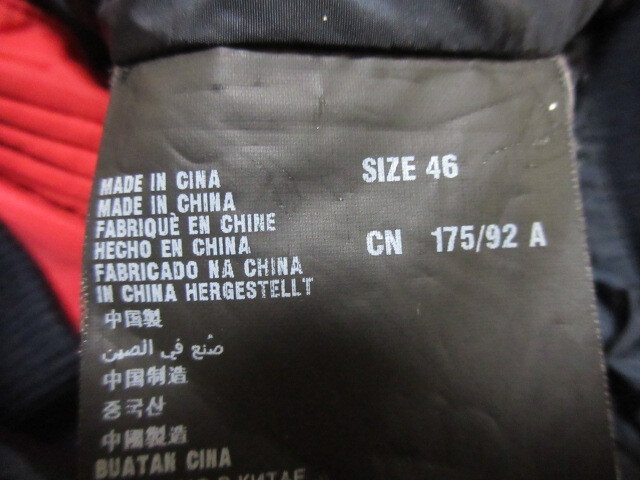 MADE IN CINA
MADE IN CHINA
FABRIQUÈ EN CHINE
HECHO EN CHINA
FABRICADO NA CHINA
IN CHINA HERGESTELLT
中国製
صُنع في الصين
中国制造
중국산
中國製造
BUATAN CINA
В КИТАЕ
SIZE 46
CN 175/92 A